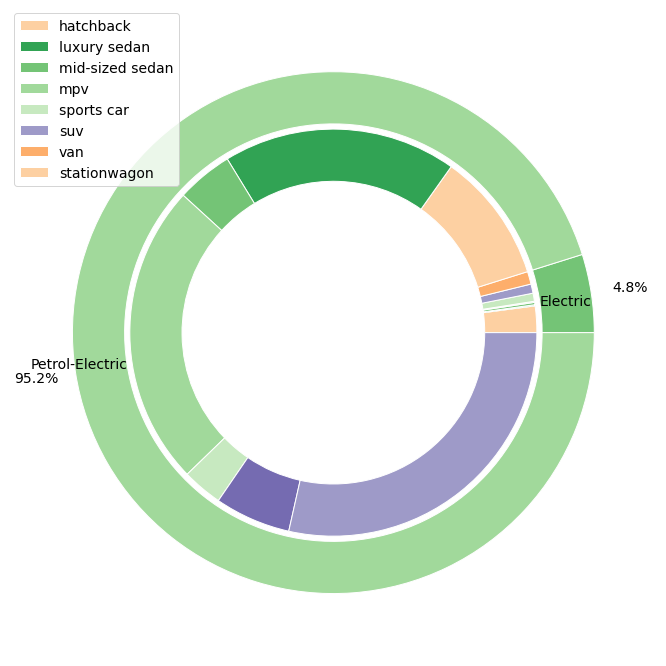 hatchback
luxury sedan
mid-sized sedan
mpv
sports car
suv
van
stationwagon
4.8%
Electric
Petrol-Electric
95.2%